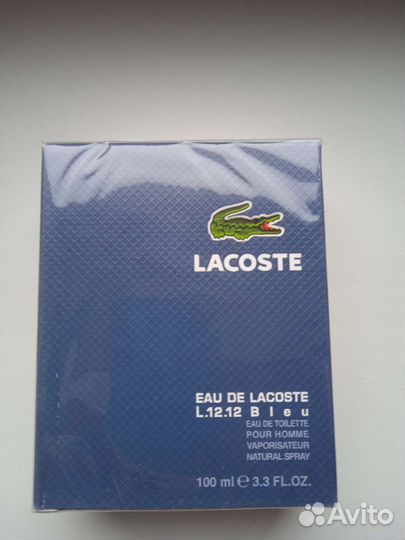 LACOSTE
EAU DE LACOSTE
L.12.12 Bleu
EAU DE TOILETTE
POUR HOMME
VAPORISATEUR
NATURAL SPRAY
100 ml e 3.3 FL.OZ.
Avito